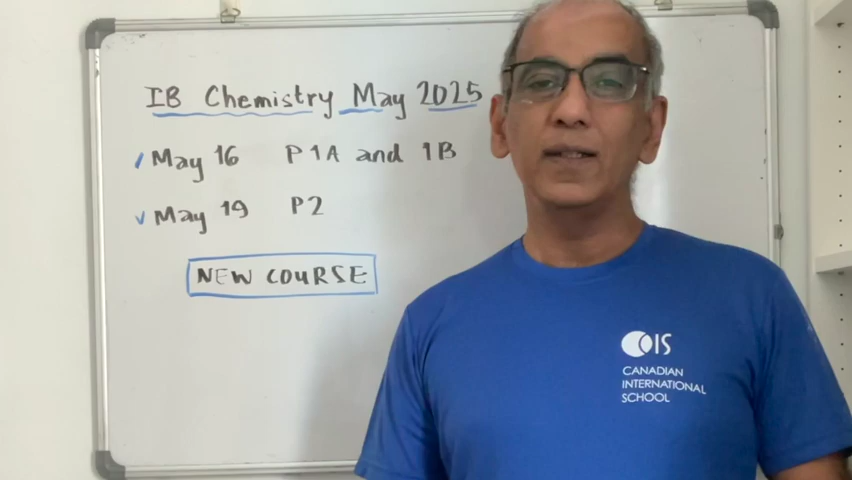 IB Chemistry May 2025
May 16 P1A and 1B
May 19 P2
NEW COURSE
CIS
CANADIAN
INTERNATIONAL
SCHOOL